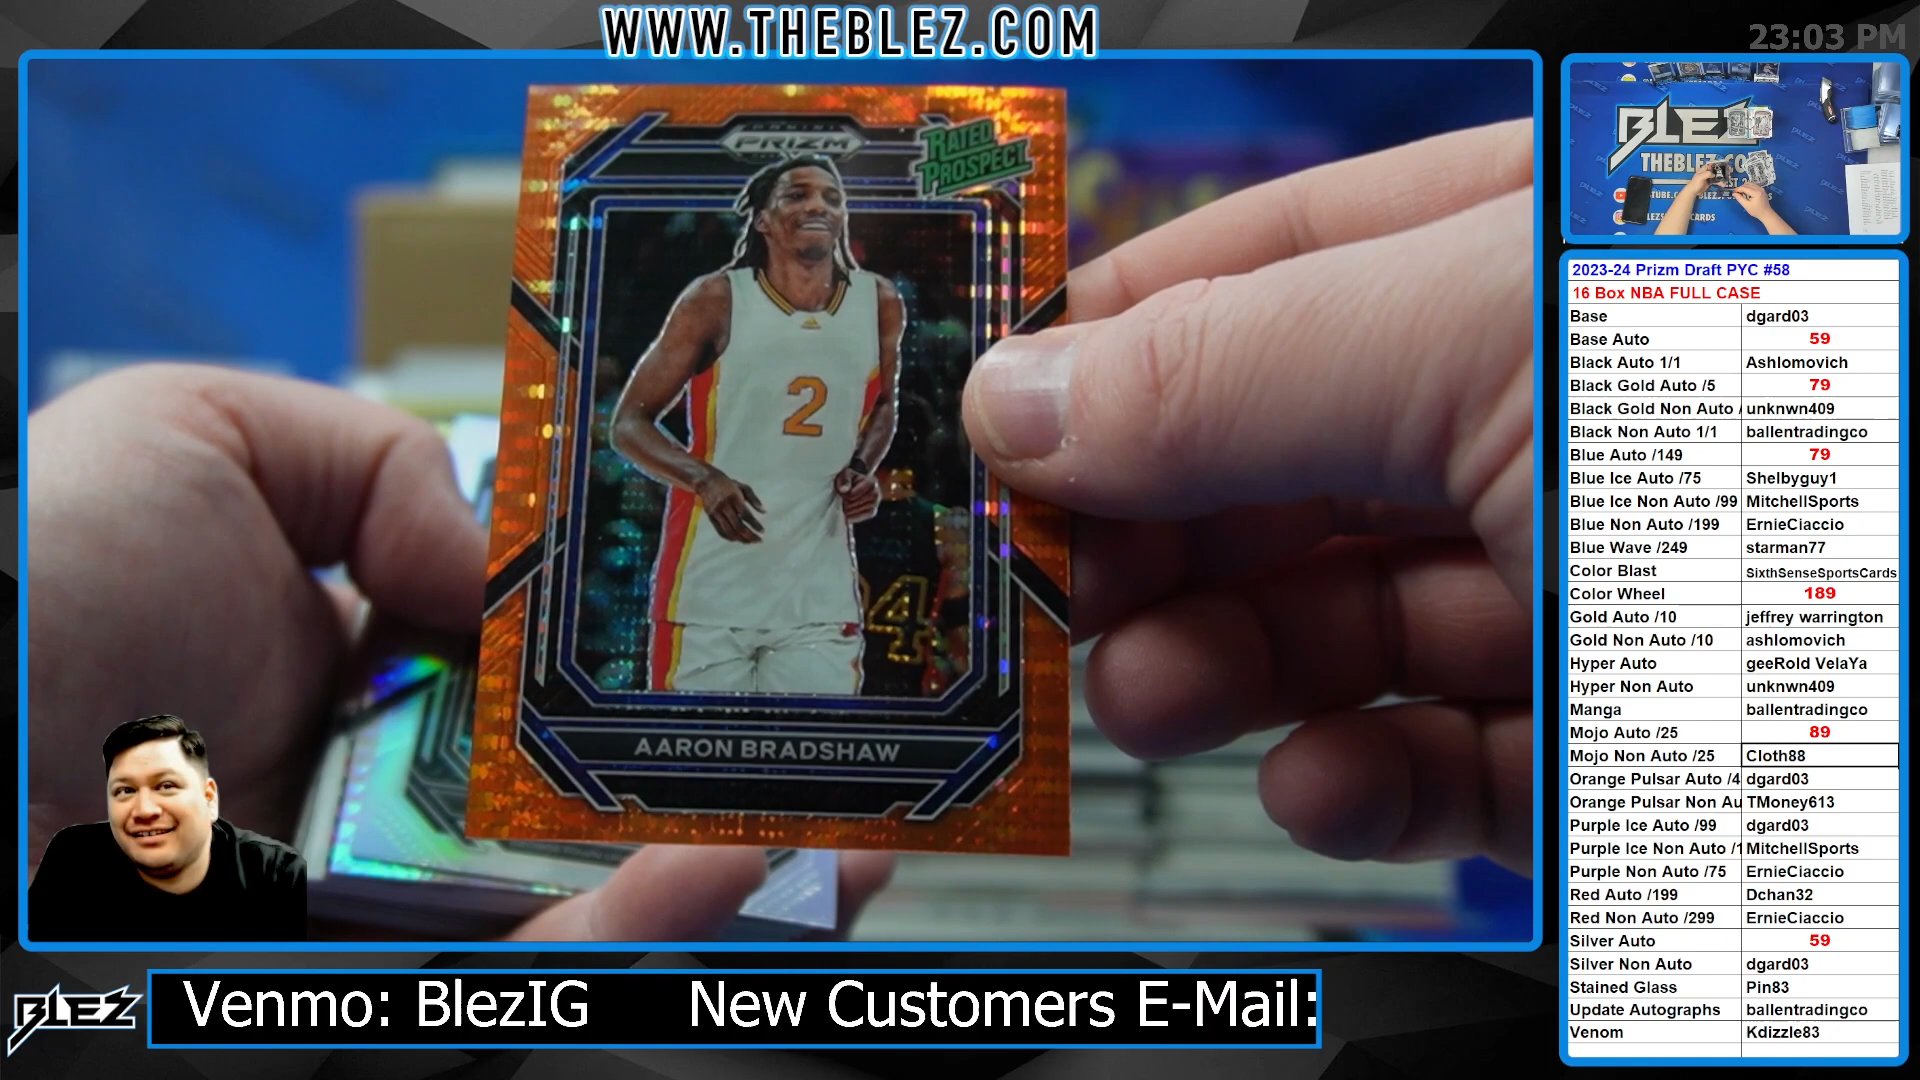 WWW.THEBLEZ.COM
23:03 PM
PANINI
PRIZM
RATED
PROSPECT
2
4
AARON BRADSHAW
BLEZ
THEBLEZ.CO
2023-24 Prizm Draft PYC #58
16 Box NBA FULL CASE
Base dgard03
Base Auto 59
Black Auto 1/1 Ashlomovich
Black Gold Auto /5 79
Black Gold Non Auto / unknwn409
Black Non Auto 1/1 ballentradingco
Blue Auto /149 79
Blue Ice Auto /75 Shelbyguy1
Blue Ice Non Auto /99 MitchellSports
Blue Non Auto /199 ErnieCiaccio
Blue Wave /249 starman77
Color Blast SixthSenseSportsCards
Color Wheel 189
Gold Auto /10 jeffrey warrington
Gold Non Auto /10 ashlomovich
Hyper Auto geeRold VelaYa
Hyper Non Auto unknwn409
Manga ballentradingco
Mojo Auto /25 89
Mojo Non Auto /25 Cloth88
Orange Pulsar Auto /4 dgard03
Orange Pulsar Non Au TMoney613
Purple Ice Auto /99 dgard03
Purple Ice Non Auto /1 MitchellSports
Purple Non Auto /75 ErnieCiaccio
Red Auto /199 Dchan32
Red Non Auto /299 ErnieCiaccio
Silver Auto 59
Silver Non Auto dgard03
Stained Glass Pin83
Update Autographs ballentradingco
Venom Kdizzle83
BLEZ
Venmo: BlezIG New Customers E-Mail: